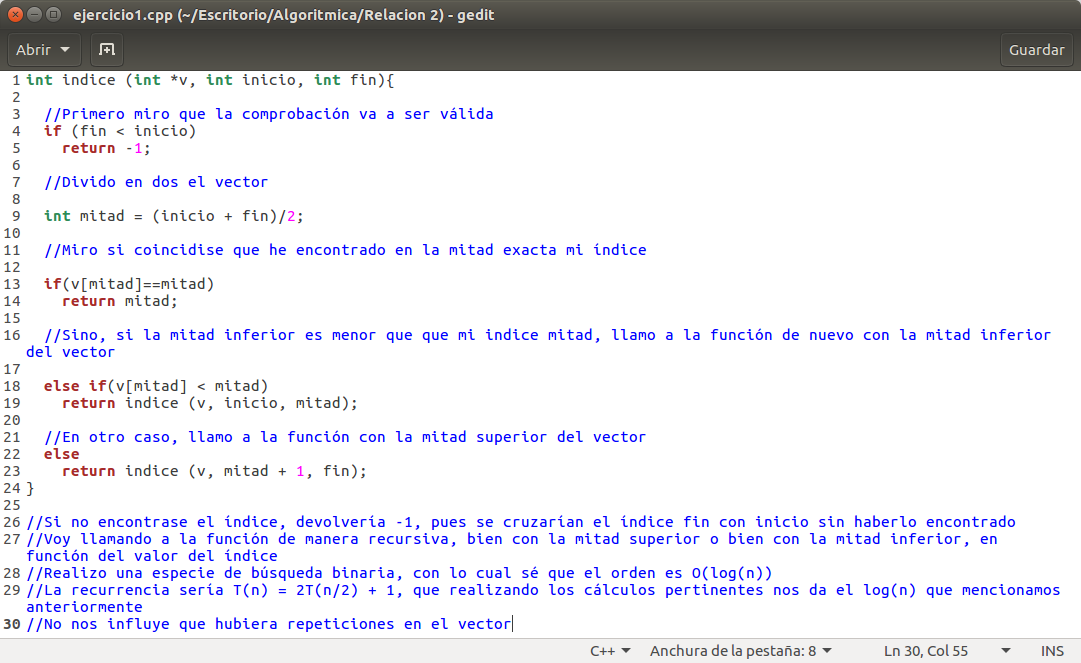 ejercicio1.cpp (~/Escritorio/Algoritmica/Relacion 2) - gedit
Abrir
Guardar
1 int indice (int *v, int inicio, int fin){
2
3 //Primero miro que la comprobación va a ser válida
4 if (fin < inicio)
5 return -1;
6
7 //Divido en dos el vector
8
9 int mitad = (inicio + fin)/2;
10
11 //Miro si coincidise que he encontrado en la mitad exacta mi índice
12
13 if(v[mitad]==mitad)
14 return mitad;
15
16 //Sino, si la mitad inferior es menor que que mi indice mitad, llamo a la función de nuevo con la mitad inferior
del vector
17
18 else if(v[mitad] < mitad)
19 return indice (v, inicio, mitad);
20
21 //En otro caso, llamo a la función con la mitad superior del vector
22 else
23 return indice (v, mitad + 1, fin);
24 }
25
26 //Si no encontrase el índice, devolvería -1, pues se cruzarían el índice fin con inicio sin haberlo encontrado
27 //Voy llamando a la función de manera recursiva, bien con la mitad superior o bien con la mitad inferior, en
función del valor del índice
28 //Realizo una especie de búsqueda binaria, con lo cual sé que el orden es O(log(n))
29 //La recurrencia sería T(n) = 2T(n/2) + 1, que realizando los cálculos pertinentes nos da el log(n) que mencionamos
anteriormente
30 //No nos influye que hubiera repeticiones en el vector
C++ Anchura de la pestaña: 8 Ln 30, Col 55 INS